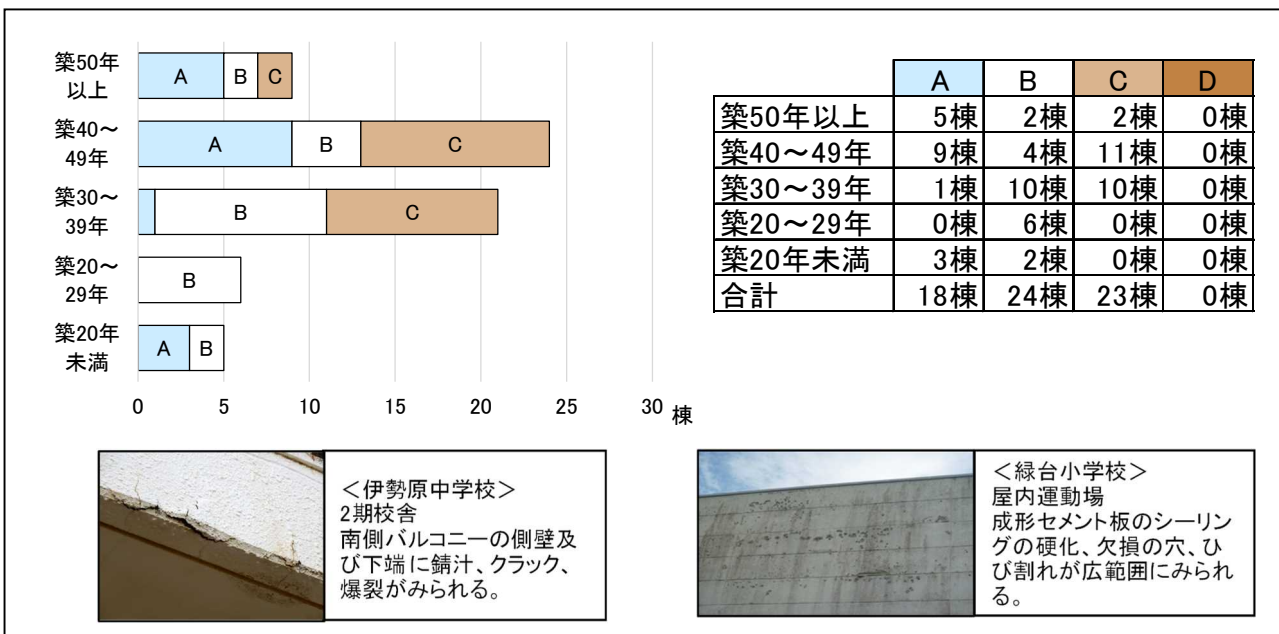 築50年
以上
A B C
築40～
49年
A B C
築30～
39年
B C
築20～
29年
B
築20年
未満
A B
0 5 10 15 20 25 30 棟
A B C D
築50年以上 5棟 2棟 2棟 0棟
築40～49年 9棟 4棟 11棟 0棟
築30～39年 1棟 10棟 10棟 0棟
築20～29年 0棟 6棟 0棟 0棟
築20年未満 3棟 2棟 0棟 0棟
合計 18棟 24棟 23棟 0棟
＜伊勢原中学校＞
2期校舎
南側バルコニーの側壁及
び下端に錆汁、クラック、
爆裂がみられる。
＜緑台小学校＞
屋内運動場
成形セメント板のシーリン
グの硬化、欠損の穴、ひ
び割れが広範囲にみられ
る。